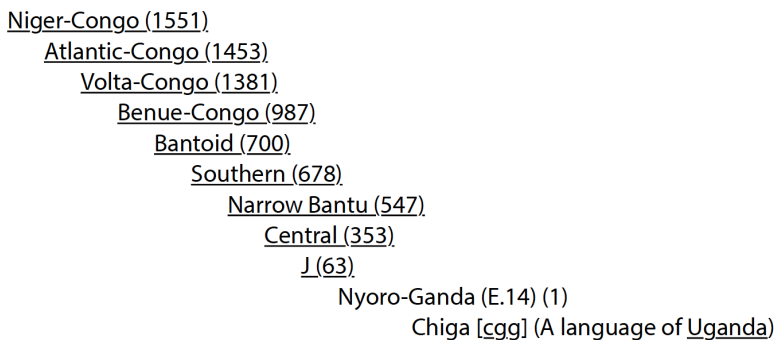 Niger-Congo (1551)
Atlantic-Congo (1453)
Volta-Congo (1381)
Benue-Congo (987)
Bantoid (700)
Southern (678)
Narrow Bantu (547)
Central (353)
J (63)
Nyoro-Ganda (E.14) (1)
Chiga [cgg] (A language of Uganda)